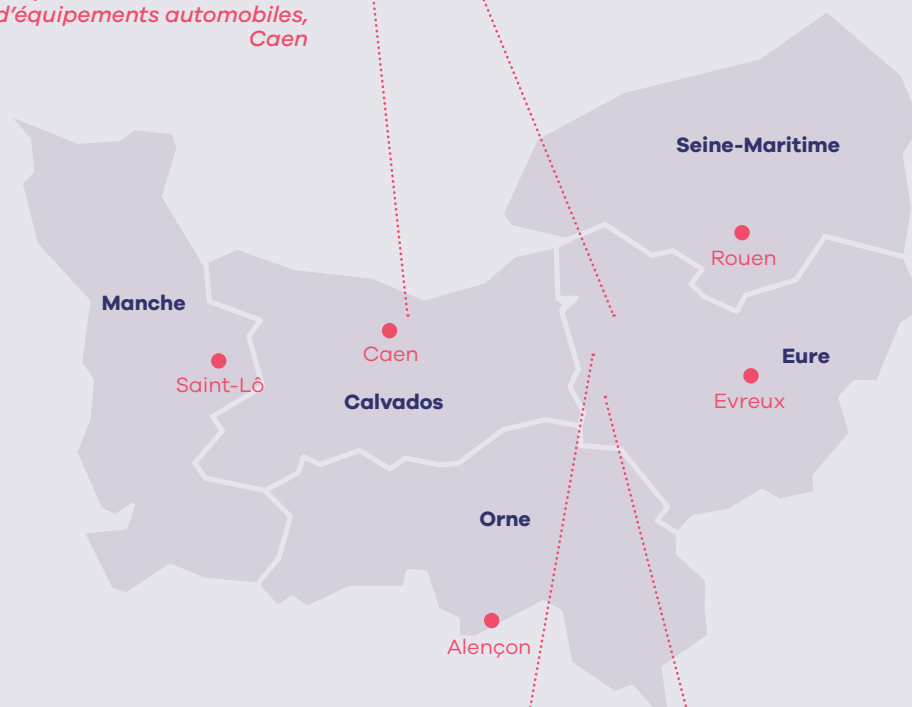 d'équipements automobiles,
Caen
Seine-Maritime
Rouen
Manche
Caen
Eure
Saint-Lô
Calvados
Evreux
Orne
Alençon